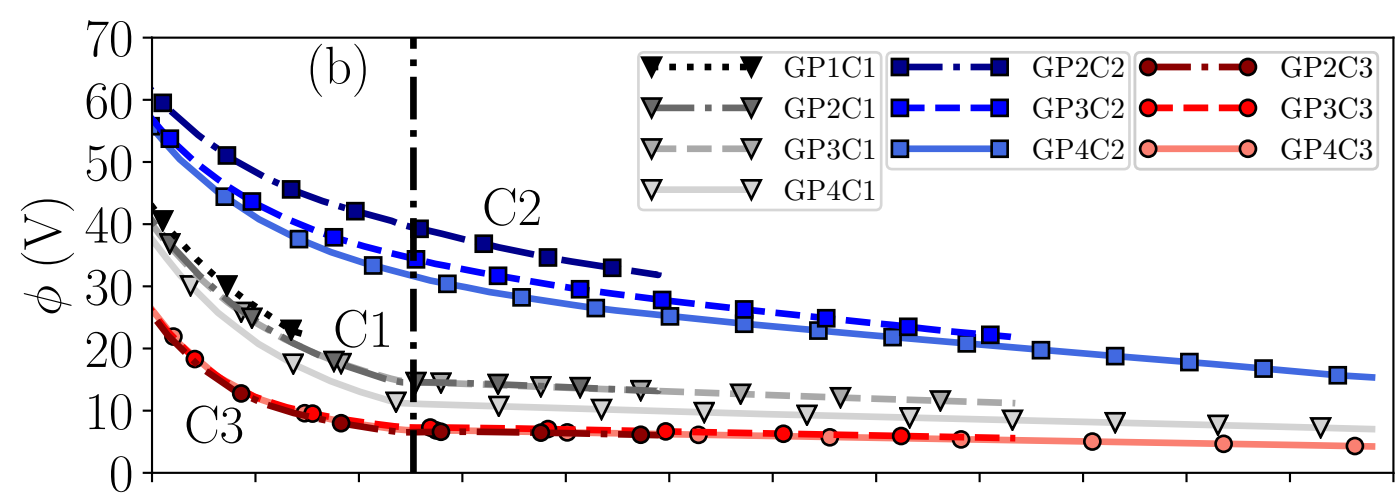 70
60
50
40
30
20
10
0
ϕ (V)
(b)
C2
C1
C3
GP1C1
GP2C1
GP3C1
GP4C1
GP2C2
GP3C2
GP4C2
GP2C3
GP3C3
GP4C3